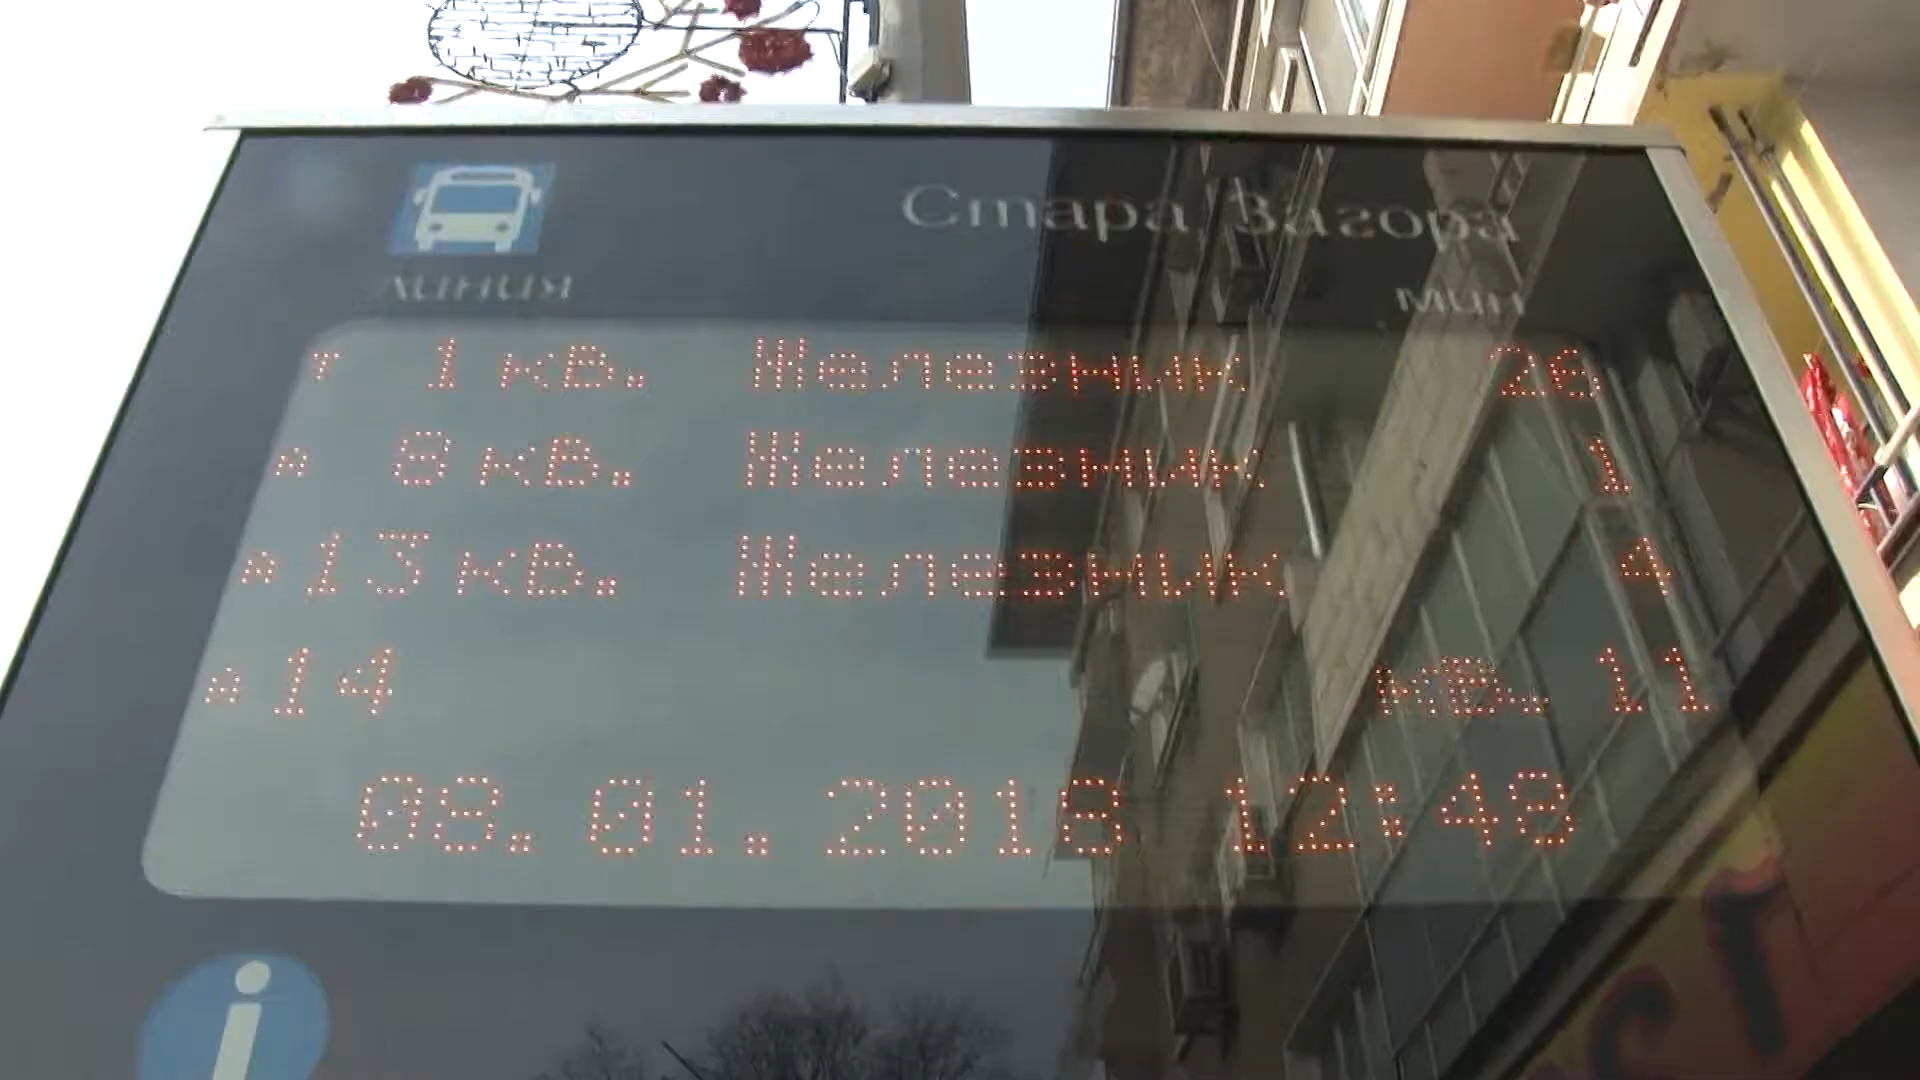 Стара Загора
линия мин
т 1 кв. Железник 26
а 8 кв. Железник 1
а 13 кв. Железник 4
а 14 кв. 11
08.01.2018 12:48
i